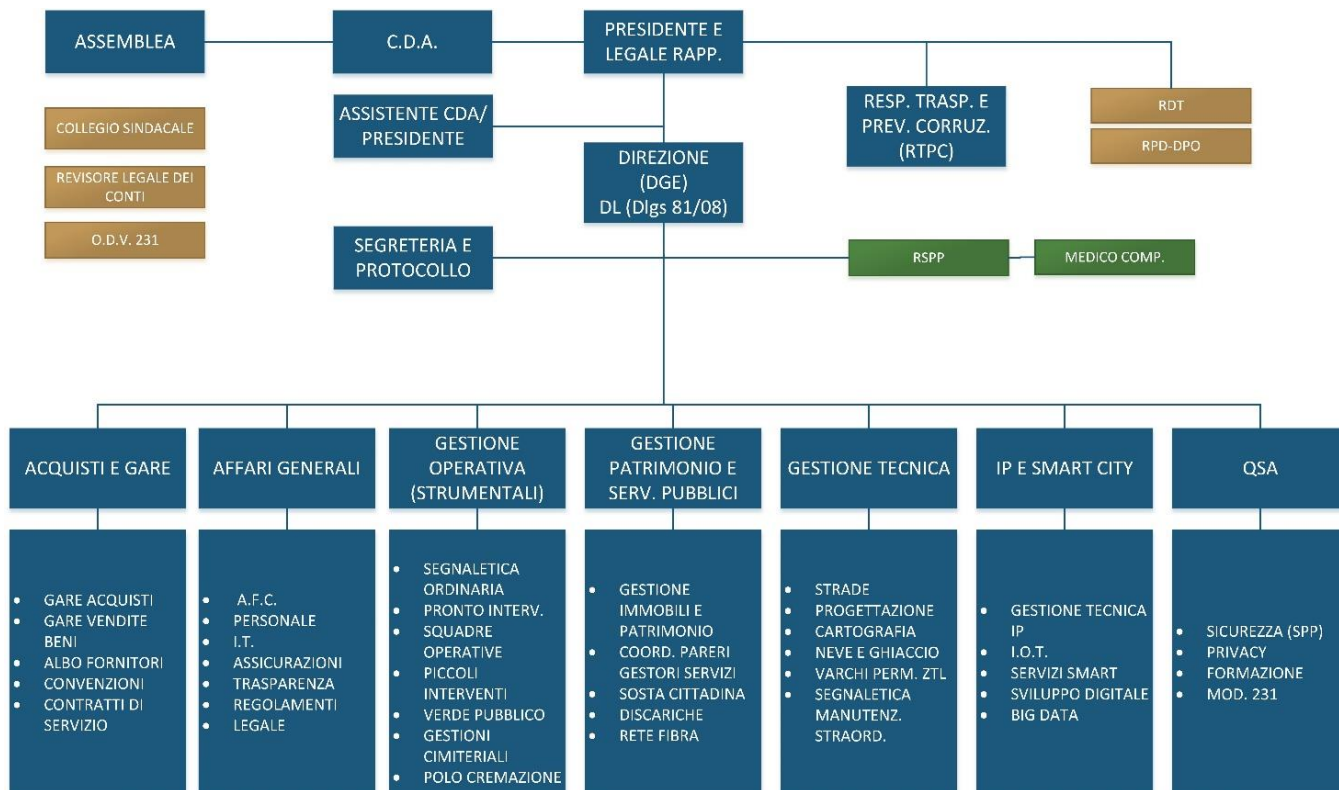 ASSEMBLEA
C.D.A.
PRESIDENTE E
LEGALE RAPP.
COLLEGIO SINDACALE
REVISORE LEGALE DEI
CONTI
O.D.V. 231
ASSISTENTE CDA/
PRESIDENTE
RESP. TRASP. E
PREV. CORRUZ.
(RTPC)
RDT
RPD-DPO
DIREZIONE
(DGE)
DL (Dlgs 81/08)
SEGRETERIA E
PROTOCOLLO
RSPP
MEDICO COMP.
ACQUISTI E GARE
AFFARI GENERALI
GESTIONE
OPERATIVA
(STRUMENTALI)
GESTIONE
PATRIMONIO E
SERV. PUBBLICI
GESTIONE TECNICA
IP E SMART CITY
QSA
• GARE ACQUISTI
• GARE VENDITE
BENI
• ALBO FORNITORI
• CONVENZIONI
• CONTRATTI DI
SERVIZIO
• A.F.C.
• PERSONALE
• I.T.
• ASSICURAZIONI
• TRASPARENZA
• REGOLAMENTI
• LEGALE
• SEGNALETICA
ORDINARIA
• PRONTO INTERV.
• SQUADRE
OPERATIVE
• PICCOLI
INTERVENTI
• VERDE PUBBLICO
• GESTIONI
CIMITERIALI
• POLO CREMAZIONE
• GESTIONE
IMMOBILI E
PATRIMONIO
• COORD. PARERI
GESTORI SERVIZI
• SOSTA CITTADINA
• DISCARICHE
• RETE FIBRA
• STRADE
• PROGETTAZIONE
• CARTOGRAFIA
• NEVE E GHIACCIO
• VARCHI PERM. ZTL
• SEGNALETICA
MANUTENZ.
STRAORD.
• GESTIONE TECNICA
IP
• I.O.T.
• SERVIZI SMART
• SVILUPPO DIGITALE
• BIG DATA
• SICUREZZA (SPP)
• PRIVACY
• FORMAZIONE
• MOD. 231